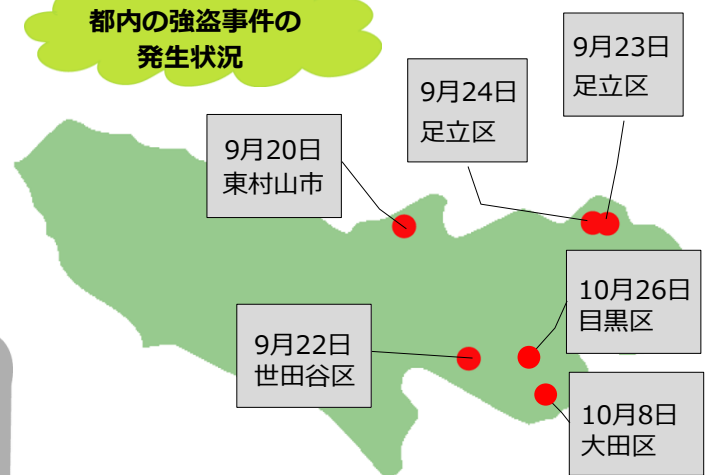 都内の強盗事件の
発生状況
9月23日
足立区
9月24日
足立区
9月20日
東村山市
10月26日
目黒区
9月22日
世田谷区
10月8日
大田区